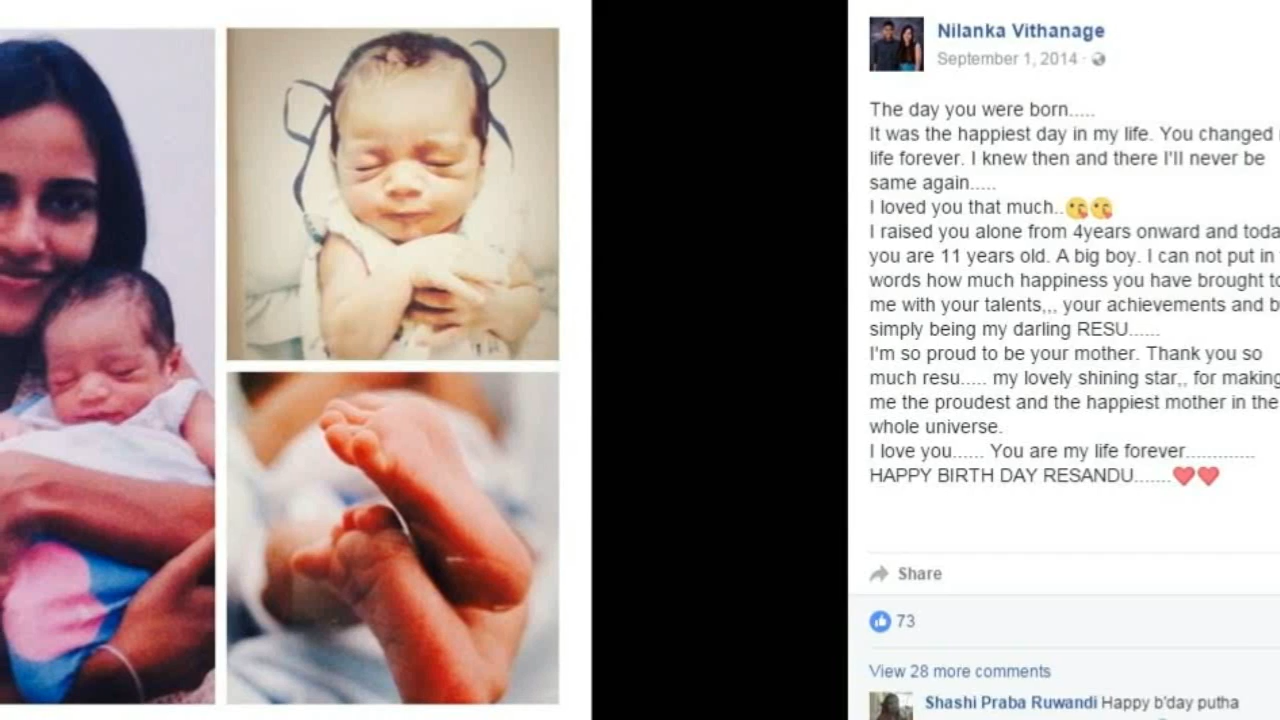 Nilanka Vithanage
September 1, 2014
The day you were born.....
It was the happiest day in my life. You changed
life forever. I knew then and there I'll never be
same again.....
I loved you that much..😘😘
I raised you alone from 4years onward and toda
you are 11 years old. A big boy. I can not put in
words how much happiness you have brought to
me with your talents,,, your achievements and b
simply being my darling RESU......
I'm so proud to be your mother. Thank you so
much resu..... my lovely shining star,, for making
me the proudest and the happiest mother in the
whole universe.
I love you...... You are my life forever.............
HAPPY BIRTH DAY RESANDU.......❤❤
Share
73
View 28 more comments
Shashi Praba Ruwandi Happy b'day putha